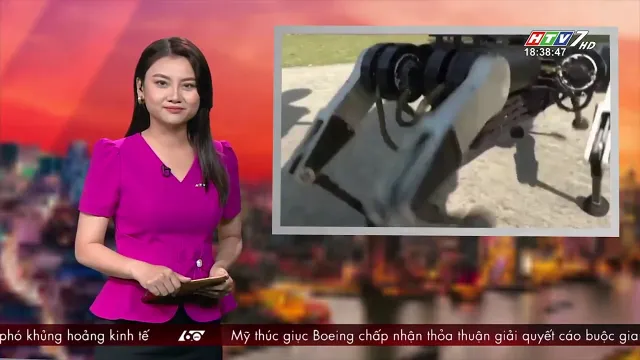 HTV7 HD
18:38:47
phó khủng hoảng kinh tế
60
Mỹ thúc giục Boeing chấp nhận thỏa thuận giải quyết cáo buộc gia